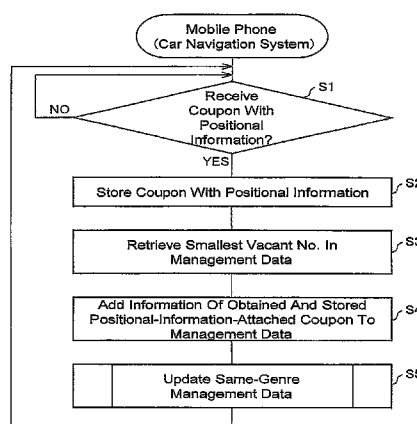 Mobile Phone
(Car Navigation System)
S1
Receive
Coupon With
Positional
Information?
NO
YES
S2
Store Coupon With Positional Information
S3
Retrieve Smallest Vacant No. In
Management Data
S4
Add Information Of Obtained And Stored
Positional-Information-Attached Coupon To
Management Data
S5
Update Same-Genre
Management Data